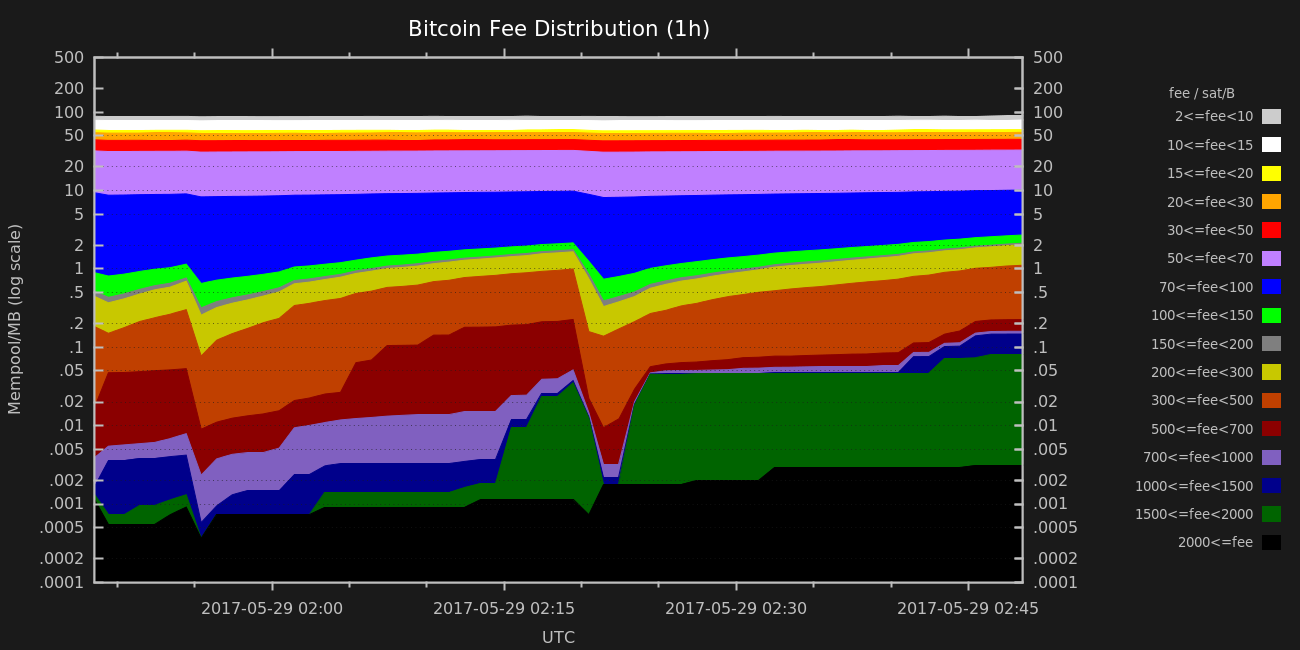 Bitcoin Fee Distribution (1h)
500
200
100
50
20
10
5
2
1
.5
.2
.1
.05
.02
.01
.005
.002
.001
.0005
.0002
.0001
Mempool/MB (log scale)
500
200
100
50
20
10
5
2
1
.5
.2
.1
.05
.02
.01
.005
.002
.001
.0005
.0002
.0001
2017-05-29 02:00 2017-05-29 02:15 2017-05-29 02:30 2017-05-29 02:45
UTC
fee / sat/B
2<=fee<10
10<=fee<15
15<=fee<20
20<=fee<30
30<=fee<50
50<=fee<70
70<=fee<100
100<=fee<150
150<=fee<200
200<=fee<300
300<=fee<500
500<=fee<700
700<=fee<1000
1000<=fee<1500
1500<=fee<2000
2000<=fee